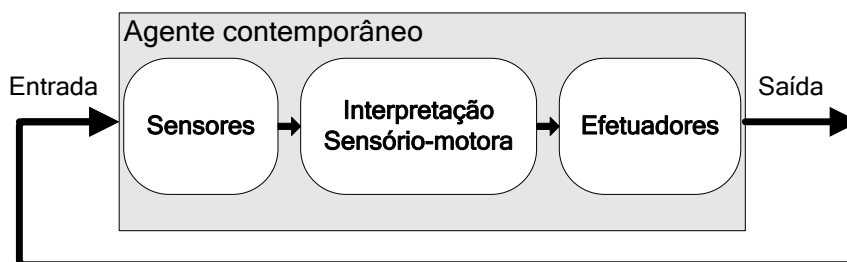 Agente contemporâneo
Entrada
Sensores
Interpretação
Sensório-motora
Efetuadores
Saída